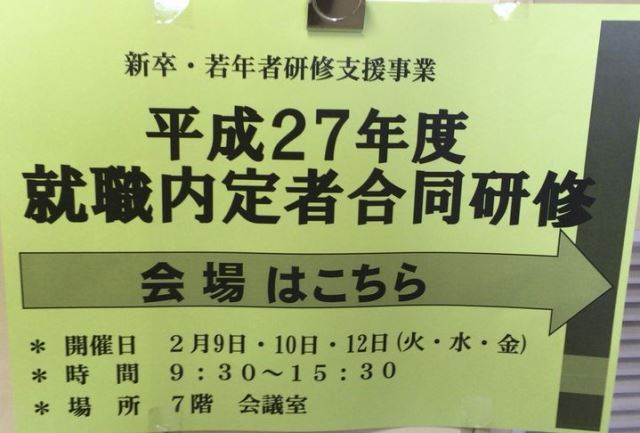 新卒・若年者研修支援事業
平成27年度
就職内定者合同研修
会場はこちら
＊ 開催日 2月9日・10日・12日(火・水・金)
＊ 時間 9：30～15：30
＊ 場所 7階 会議室